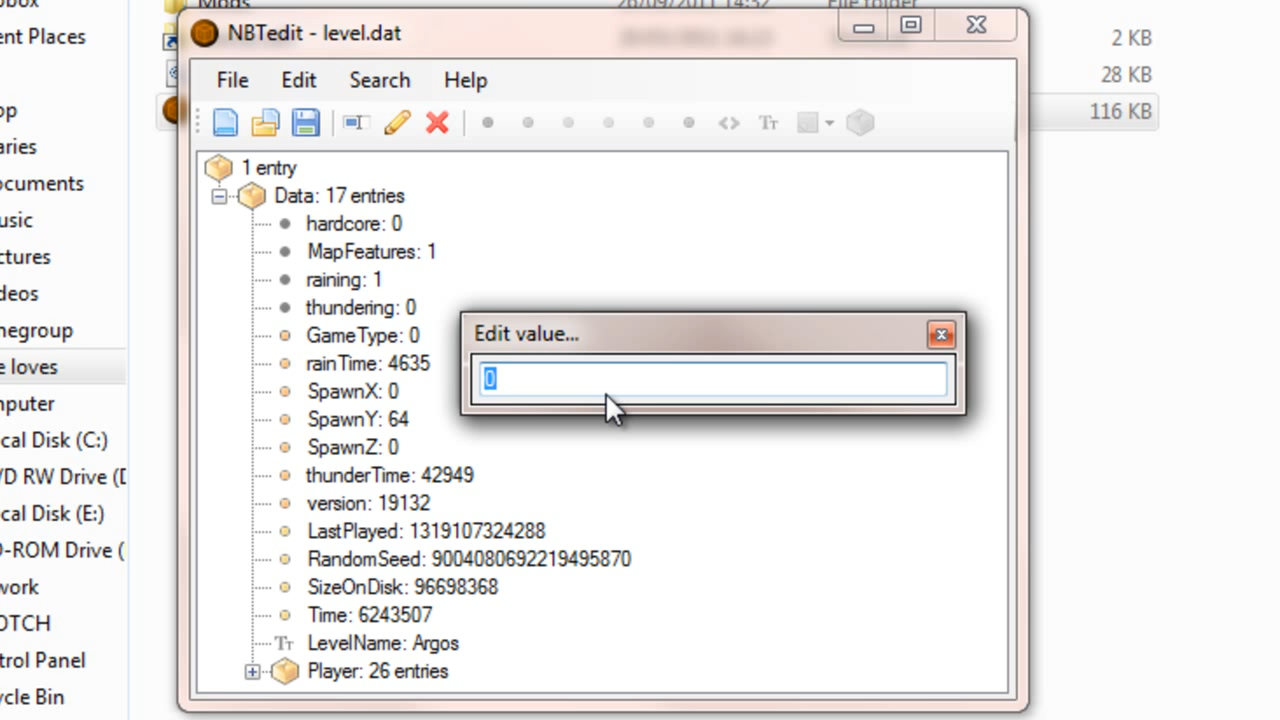 Mods
File folder
NBTedit - level.dat
ent Places
2 KB
28 KB
116 KB
File Edit Search Help
op
aries
ocuments
usic
ctures
deos
negroup
e loves
nputer
cal Disk (C:)
/D RW Drive (D
cal Disk (E:)
D-ROM Drive (
work
OTCH
trol Panel
ycle Bin
1 entry
Data: 17 entries
hardcore: 0
MapFeatures: 1
raining: 1
thundering: 0
GameType: 0
rainTime: 4635
SpawnX: 0
SpawnY: 64
SpawnZ: 0
thunderTime: 42949
version: 19132
LastPlayed: 1319107324288
RandomSeed: 9004080692219495870
SizeOnDisk: 96698368
Time: 6243507
Tт LevelName: Argos
Player: 26 entries
Edit value...
0